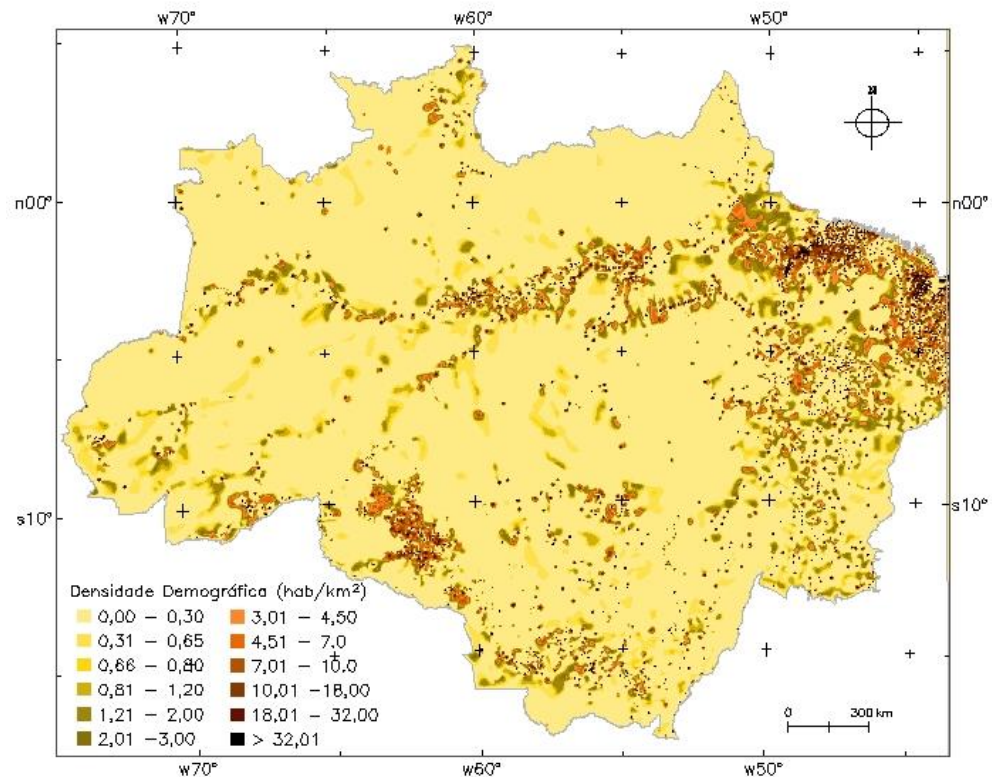 w70° w60° w50°
n00° n00°
s10° s10°
Densidade Demográfica (hab/km²)
0,00 – 0,30 3,01 – 4,50
0,31 – 0,65 4,51 – 7.0
0,66 – 0,80 7,01 – 10.0
0,81 – 1,20 10,01 –18,00
1,21 – 2,00 18.01 – 32,00
2,01 –3,00 > 32,01
0 300 km
w70° w60° w50°